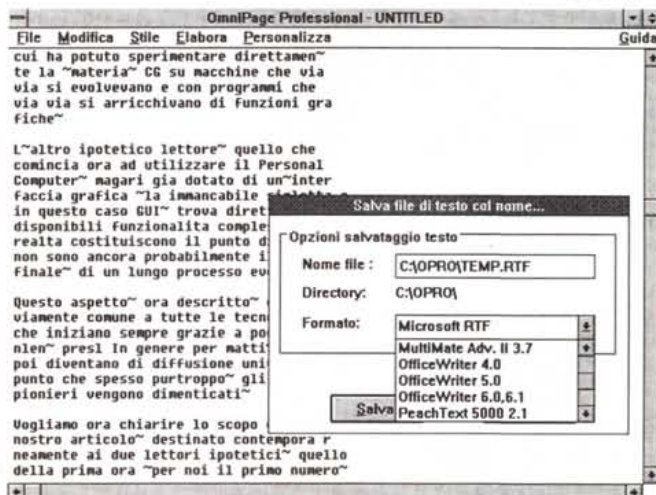 OmniPage Professional - UNTITLED
File Modifica Stile Elabora Personalizza Guida
cui ha potuto sperimentare direttamen~
te la ~materia~ CG su macchine che via
via si evolvevano e con programmi che
via via si arricchivano di funzioni gra
fiche~
L~altro ipotetico lettore~ quello che
comincia ora ad utilizzare il Personal
Computer~ magari gia dotato di un~inter
faccia grafica ~la immancabile
in questo caso GUI~ trova diret
disponibili funzionalita comple
realta costituiscono il punto d
non sono ancora probabilmente i
finale~ di un lungo processo ev
Questo aspetto~ ora descritto~
viamente comune a tutte le tecn
che iniziano sempre grazie a po
nlen~ presl In genere per matti
poi diventano di diffusione uni
punto che spesso purtroppo~ gli
pionieri vengono dimenticati~
Vogliamo ora chiarire lo scopo
nostro articolo~ destinato contempora r
neamente ai due lettori ipotetici~ quello
della prima ora ~per noi il primo numero~
Salva file di testo col nome...
Opzioni salvataggio testo
Nome file : C:\OPRO\TEMP.RTF
Directory: C:\OPRO\
Formato: Microsoft RTF
MultiMate Adv. II 3.7
OfficeWriter 4.0
OfficeWriter 5.0
OfficeWriter 6.0,6.1
PeachText 5000 2.1
Salva